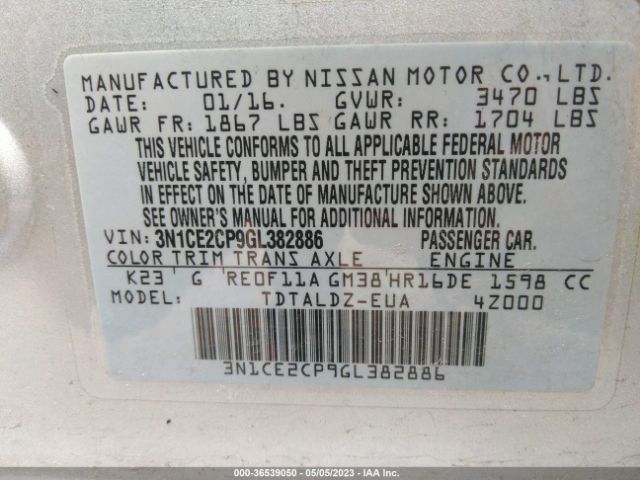 MANUFACTURED BY NISSAN MOTOR CO., LTD.
DATE: 01/16. GVWR: 3470 LBS
GAWR FR: 1867 LBS GAWR RR: 1704 LBS
THIS VEHICLE CONFORMS TO ALL APPLICABLE FEDERAL MOTOR
VEHICLE SAFETY, BUMPER AND THEFT PREVENTION STANDARDS
IN EFFECT ON THE DATE OF MANUFACTURE SHOWN ABOVE.
SEE OWNER'S MANUAL FOR ADDITIONAL INFORMATION.
VIN: 3N1CE2CP9GL382886 PASSENGER CAR.
COLOR TRIM TRANS AXLE ENGINE
K23 G RE0F11A GM38 HR16DE 1598 CC
MODEL: TDTALDZ-EUA 4Z000
3N1CE2CP9GL382886
000-36539050 - 05/05/2023 - IAA Inc.